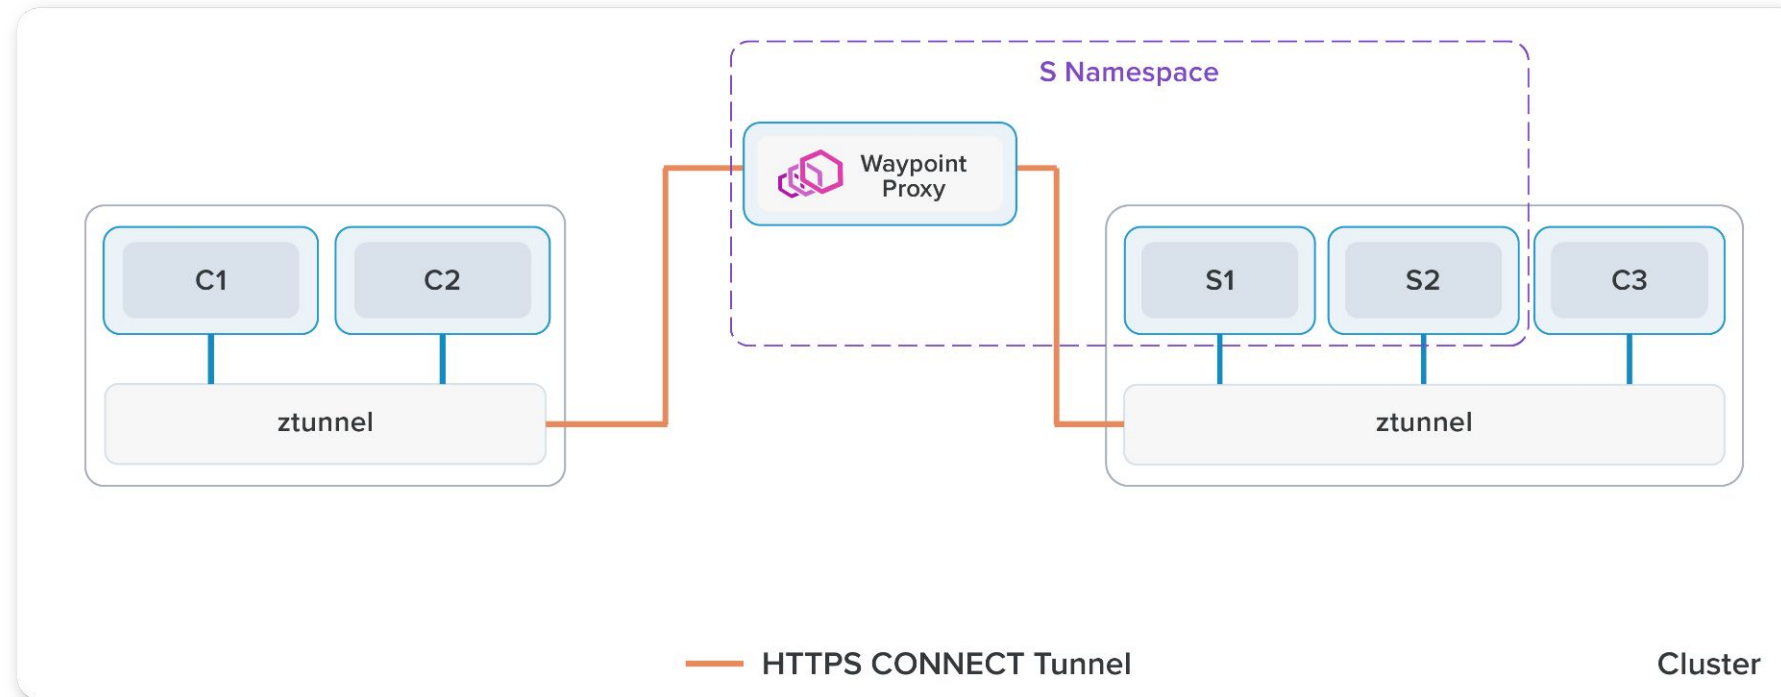 S Namespace
Waypoint
Proxy
C1
C2
S1
S2
C3
ztunnel
ztunnel
HTTPS CONNECT Tunnel
Cluster